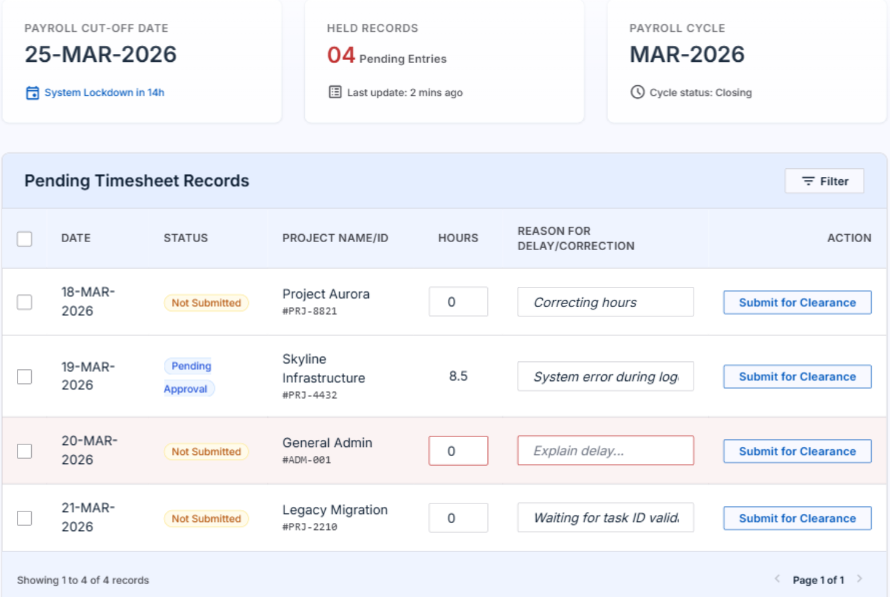 PAYROLL CUT-OFF DATE
25-MAR-2026
System Lockdown in 14h
HELD RECORDS
04 Pending Entries
Last update: 2 mins ago
PAYROLL CYCLE
MAR-2026
Cycle status: Closing
Pending Timesheet Records
Filter
DATE
STATUS
PROJECT NAME/ID
HOURS
REASON FOR
DELAY/CORRECTION
ACTION
18-MAR-
2026
Not Submitted
Project Aurora
#PRJ-8821
0
Correcting hours
Submit for Clearance
19-MAR-
2026
Pending
Approval
Skyline
Infrastructure
#PRJ-4432
8.5
System error during log
Submit for Clearance
20-MAR-
2026
Not Submitted
General Admin
#ADM-001
0
Explain delay...
Submit for Clearance
21-MAR-
2026
Not Submitted
Legacy Migration
#PRJ-2210
0
Waiting for task ID valid
Submit for Clearance
Showing 1 to 4 of 4 records
Page 1 of 1